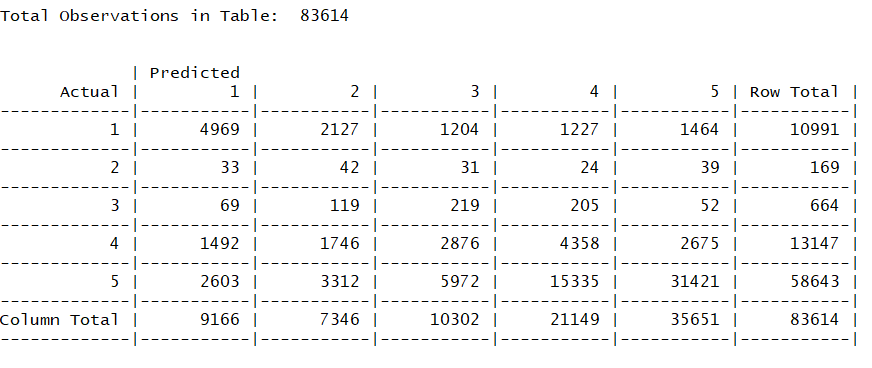 Total Observations in Table:  83614
             | Predicted
      Actual |         1 |         2 |         3 |         4 |         5 | Row Total |
-------------|-----------|-----------|-----------|-----------|-----------|-----------|
           1 |      4969 |      2127 |      1204 |      1227 |      1464 |     10991 |
-------------|-----------|-----------|-----------|-----------|-----------|-----------|
           2 |        33 |        42 |        31 |        24 |        39 |       169 |
-------------|-----------|-----------|-----------|-----------|-----------|-----------|
           3 |        69 |       119 |       219 |       205 |        52 |       664 |
-------------|-----------|-----------|-----------|-----------|-----------|-----------|
           4 |      1492 |      1746 |      2876 |      4358 |      2675 |     13147 |
-------------|-----------|-----------|-----------|-----------|-----------|-----------|
           5 |      2603 |      3312 |      5972 |     15335 |     31421 |     58643 |
-------------|-----------|-----------|-----------|-----------|-----------|-----------|
Column Total |      9166 |      7346 |     10302 |     21149 |     35651 |     83614 |
-------------|-----------|-----------|-----------|-----------|-----------|-----------|